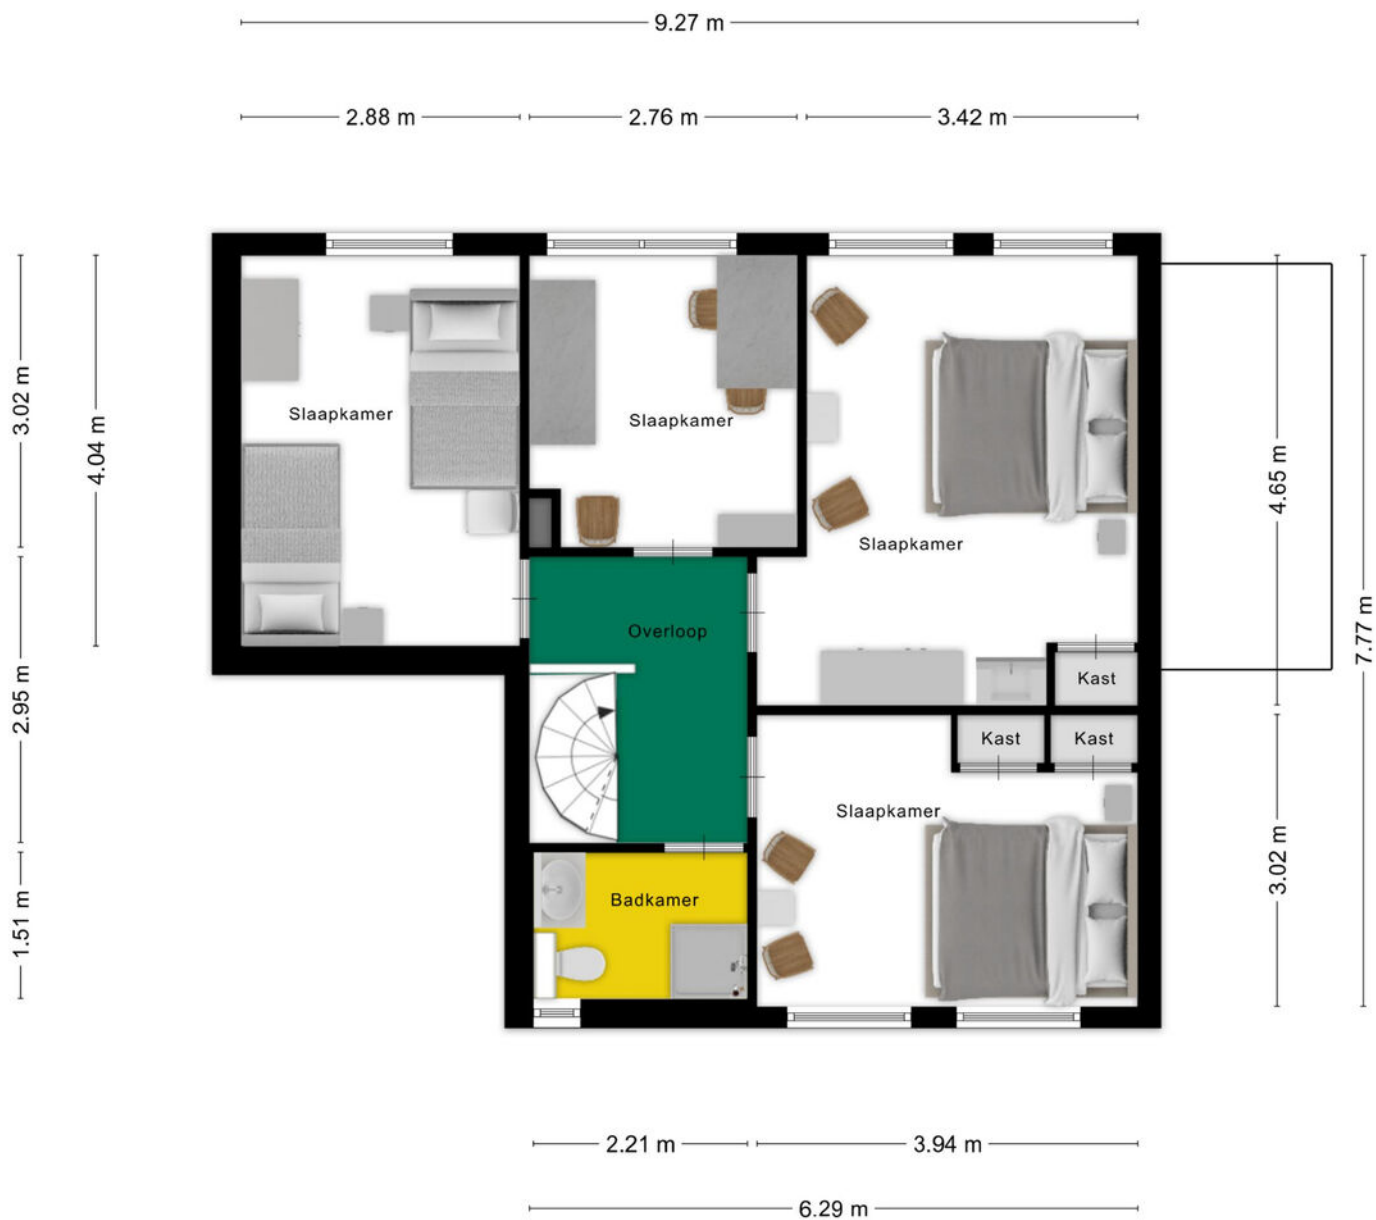 9.27 m
2.88 m
2.76 m
3.42 m
3.02 m
4.04 m
Slaapkamer
Slaapkamer
4.65 m
Slaapkamer
7.77 m
Overloop
2.95 m
Kast
Kast
Kast
Slaapkamer
3.02 m
Badkamer
1.51 m
2.21 m
3.94 m
6.29 m